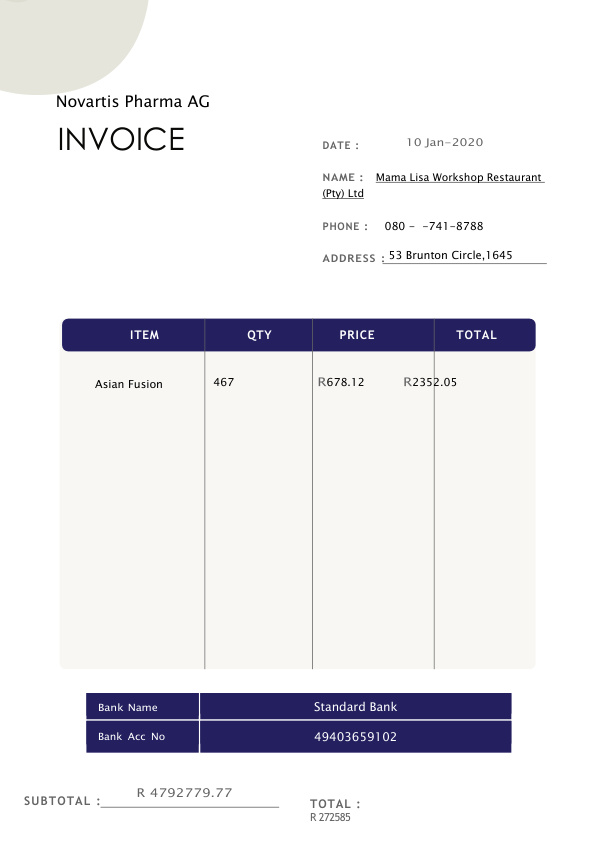 Novartis Pharma AG
INVOICE
DATE : 10 Jan-2020
NAME : Mama Lisa Workshop Restaurant
(Pty) Ltd
PHONE : 080 - -741-8788
ADDRESS : 53 Brunton Circle,1645
ITEM QTY PRICE TOTAL
Asian Fusion 467 R678.12 R2352.05
Bank Name Standard Bank
Bank Acc No 49403659102
SUBTOTAL : R 4792779.77
TOTAL :
R 272585